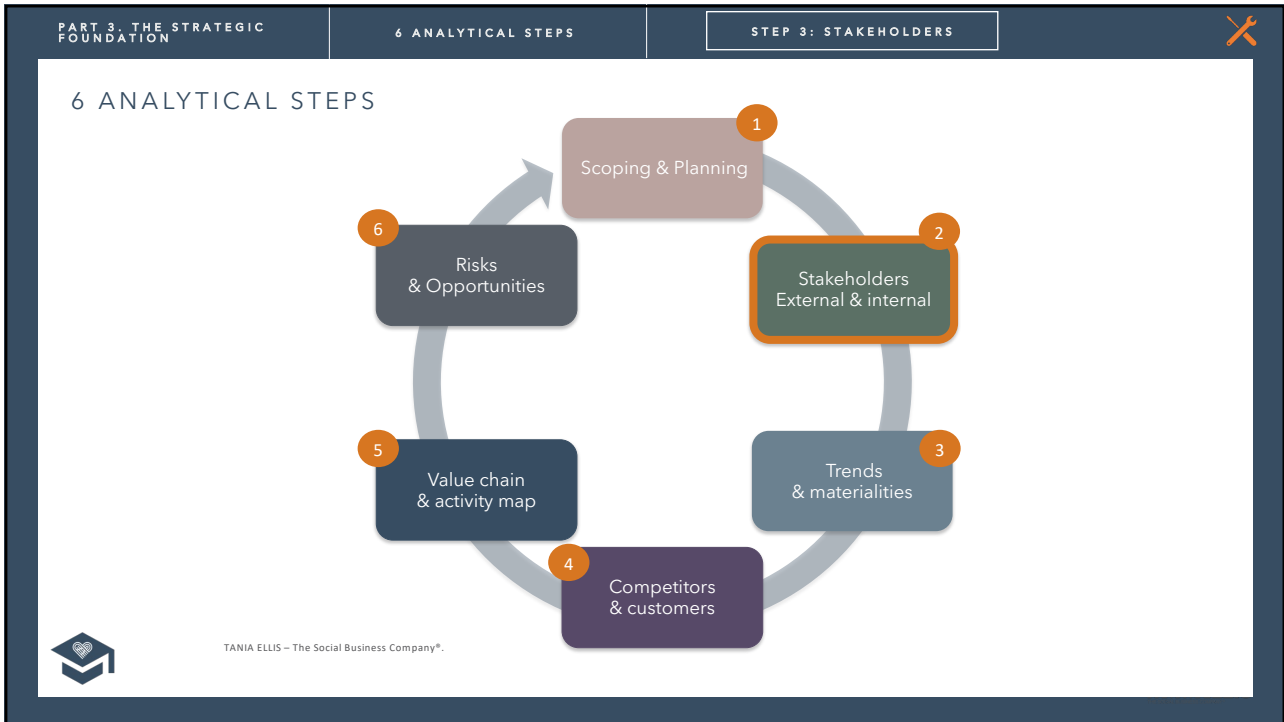 PART 3. THE STRATEGIC
FOUNDATION
6 ANALYTICAL STEPS
STEP 3: STAKEHOLDERS
6 ANALYTICAL STEPS
1
Scoping & Planning
2
Stakeholders
External & internal
3
Trends
& materialities
4
Competitors
& customers
5
Value chain
& activity map
6
Risks
& Opportunities
TANIA ELLIS – The Social Business Company®.